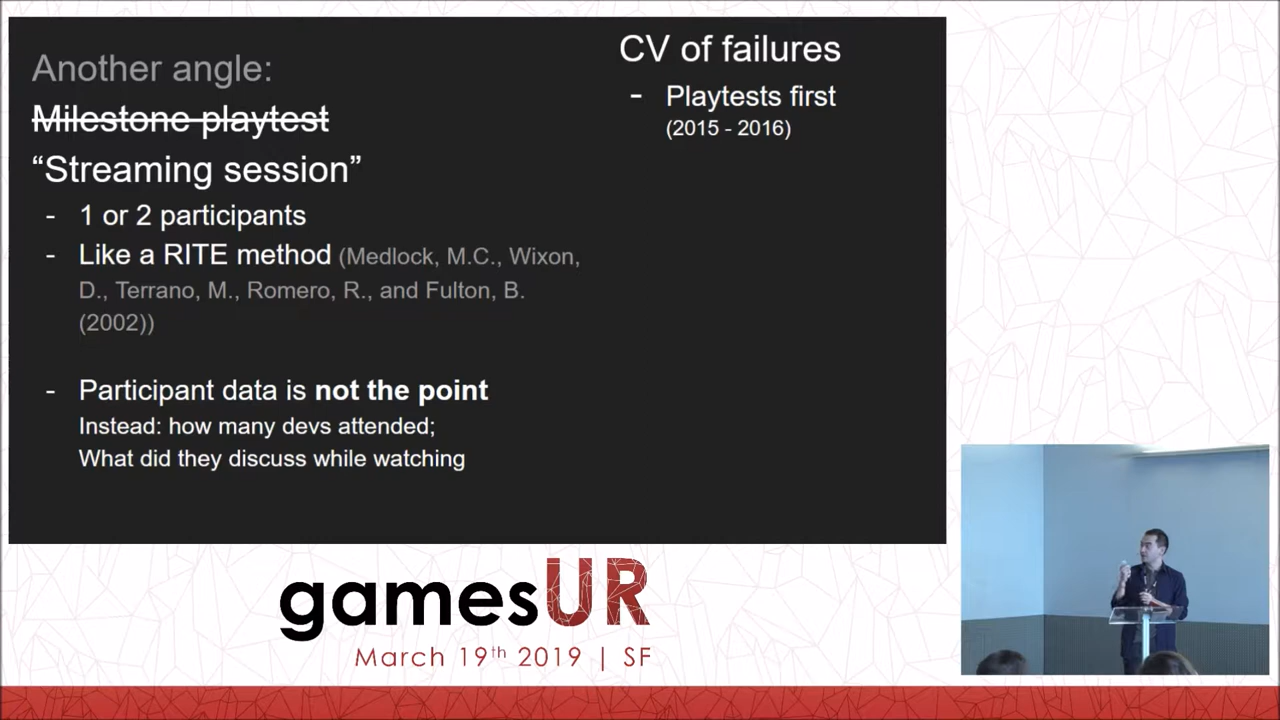 Another angle:
Milestone playtest
“Streaming session”
- 1 or 2 participants
- Like a RITE method (Medlock, M.C., Wixon,
D., Terrano, M., Romero, R., and Fulton, B.
(2002))
- Participant data is not the point
Instead: how many devs attended;
What did they discuss while watching
CV of failures
- Playtests first
(2015 - 2016)
gamesUR
March 19th 2019 | SF